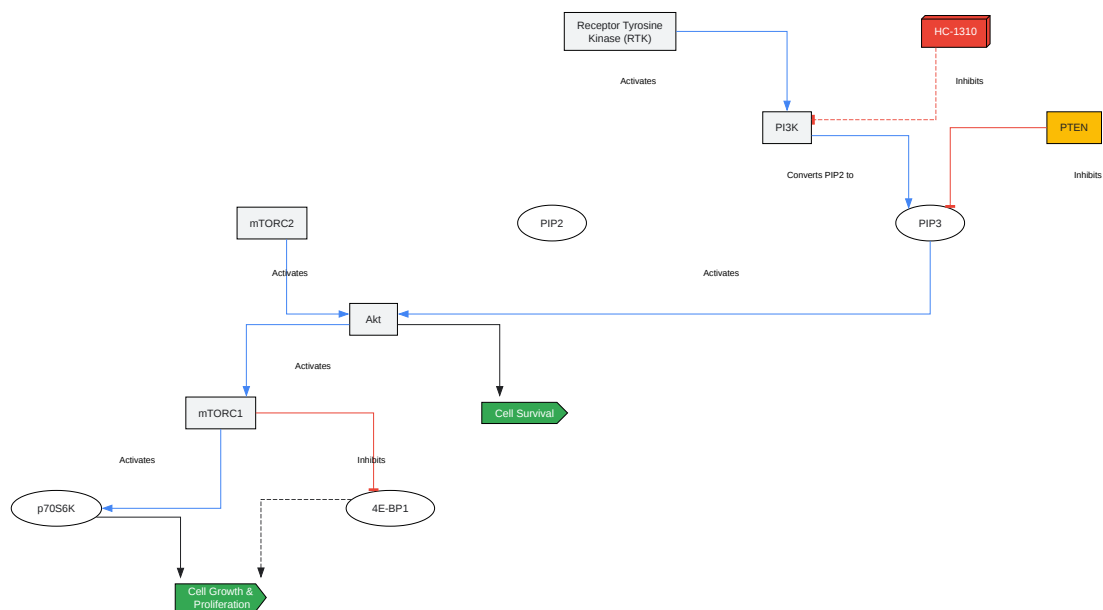 Receptor Tyrosine
Kinase (RTK)
HC-1310
Activates
Inhibits
PI3K
PTEN
Converts PIP2 to
Inhibits
mTORC2
PIP2
PIP3
Activates
Activates
Akt
Activates
mTORC1
Cell Survival
Activates
Inhibits
p70S6K
4E-BP1
Cell Growth &
Proliferation